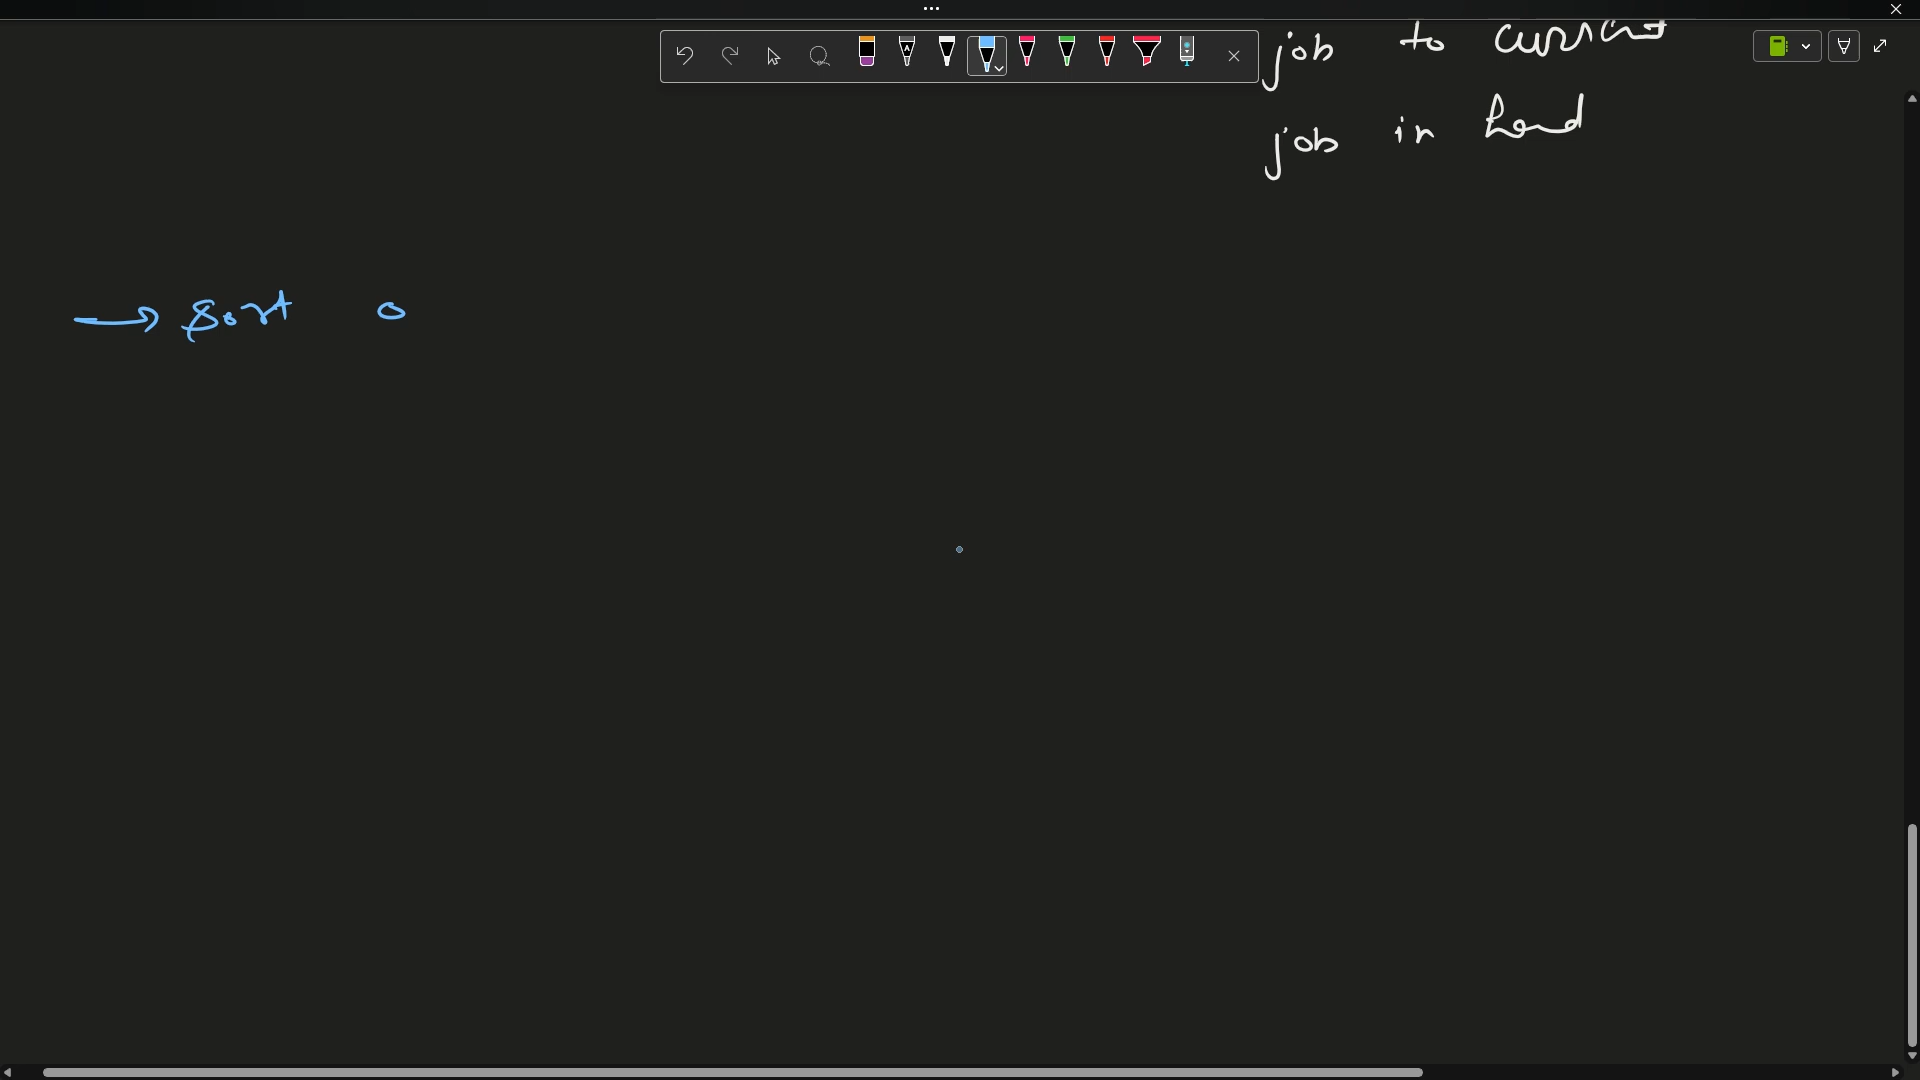 job to current
job in hand
→ sort o